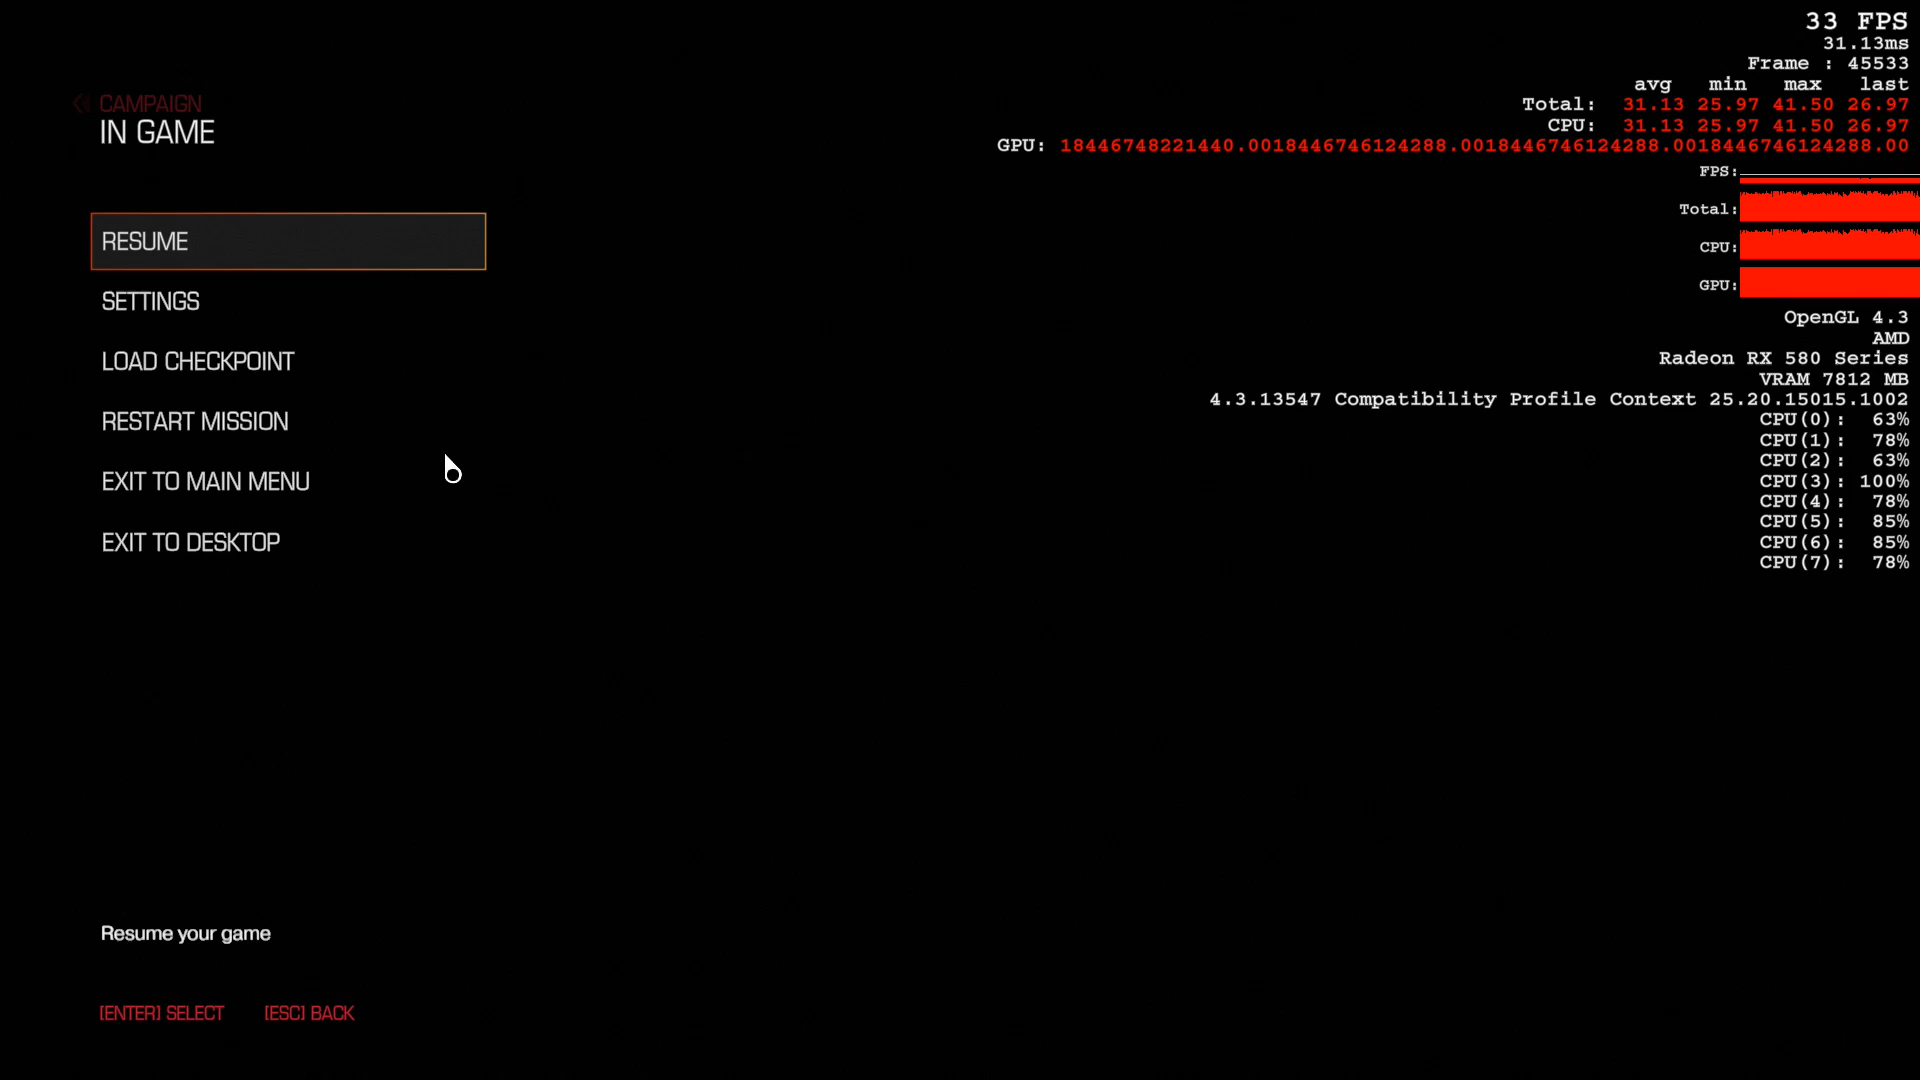 CAMPAIGN
IN GAME
RESUME
SETTINGS
LOAD CHECKPOINT
RESTART MISSION
EXIT TO MAIN MENU
EXIT TO DESKTOP
Resume your game
[ENTER] SELECT [ESC] BACK
33 FPS
31.13ms
Frame : 45533
avg min max last
Total: 31.13 25.97 41.50 26.97
CPU: 31.13 25.97 41.50 26.97
GPU: 18446748221440.0018446746124288.0018446746124288.0018446746124288.00
FPS:
Total:
CPU:
GPU:
OpenGL 4.3
AMD
Radeon RX 580 Series
VRAM 7812 MB
4.3.13547 Compatibility Profile Context 25.20.15015.1002
CPU(0): 63%
CPU(1): 78%
CPU(2): 63%
CPU(3): 100%
CPU(4): 78%
CPU(5): 85%
CPU(6): 85%
CPU(7): 78%